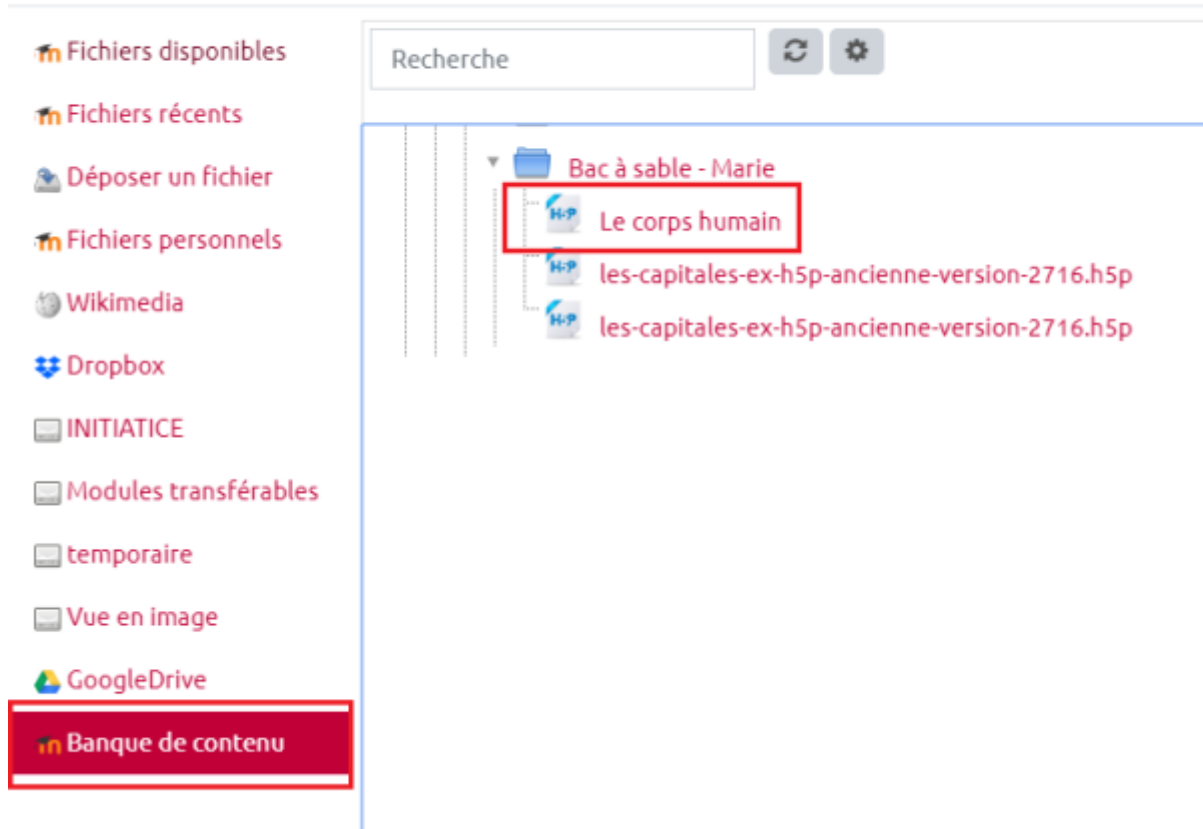 Fichiers disponibles
Fichiers récents
Déposer un fichier
Fichiers personnels
Wikimedia
Dropbox
INITIATICE
Modules transférables
temporaire
Vue en image
GoogleDrive
Banque de contenu
Recherche
Bac à sable - Marie
H-P Le corps humain
H-P les-capitales-ex-h5p-ancienne-version-2716.h5p
H-P les-capitales-ex-h5p-ancienne-version-2716.h5p